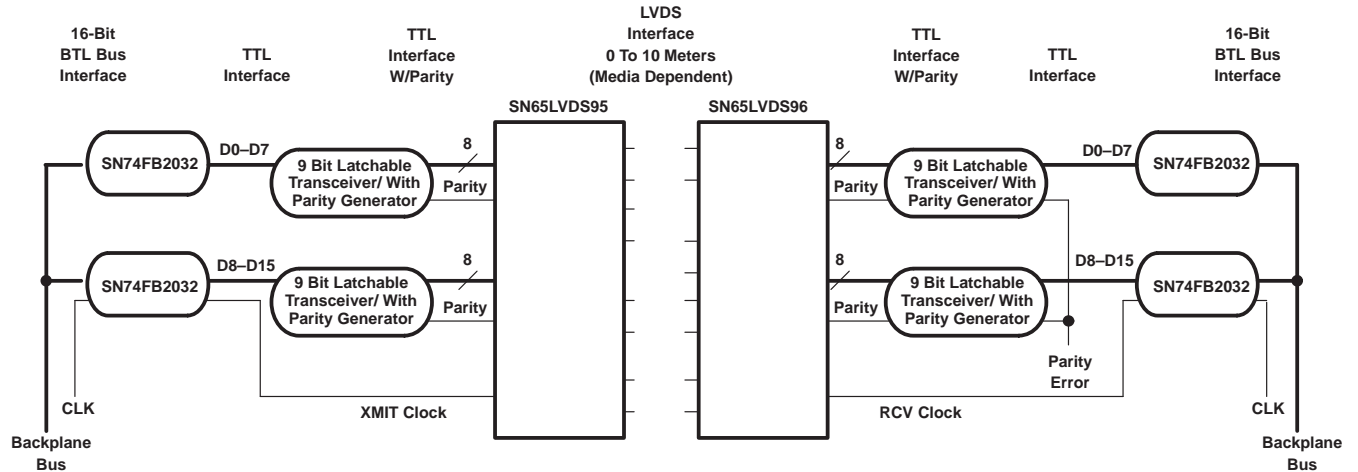 LVDS
Interface
0 To 10 Meters
(Media Dependent)
16-Bit
BTL Bus
Interface
TTL
Interface
TTL
Interface
W/Parity
TTL
Interface
W/Parity
TTL
Interface
16-Bit
BTL Bus
Interface
SN65LVDS95
SN65LVDS96
SN74FB2032
D0–D7
9 Bit Latchable
Transceiver/ With
Parity Generator
8
Parity
8
Parity
9 Bit Latchable
Transceiver/ With
Parity Generator
D0–D7
SN74FB2032
SN74FB2032
D8–D15
9 Bit Latchable
Transceiver/ With
Parity Generator
8
Parity
8
Parity
9 Bit Latchable
Transceiver/ With
Parity Generator
D8–D15
SN74FB2032
Parity
Error
CLK
XMIT Clock
RCV Clock
CLK
Backplane
Bus
Backplane
Bus